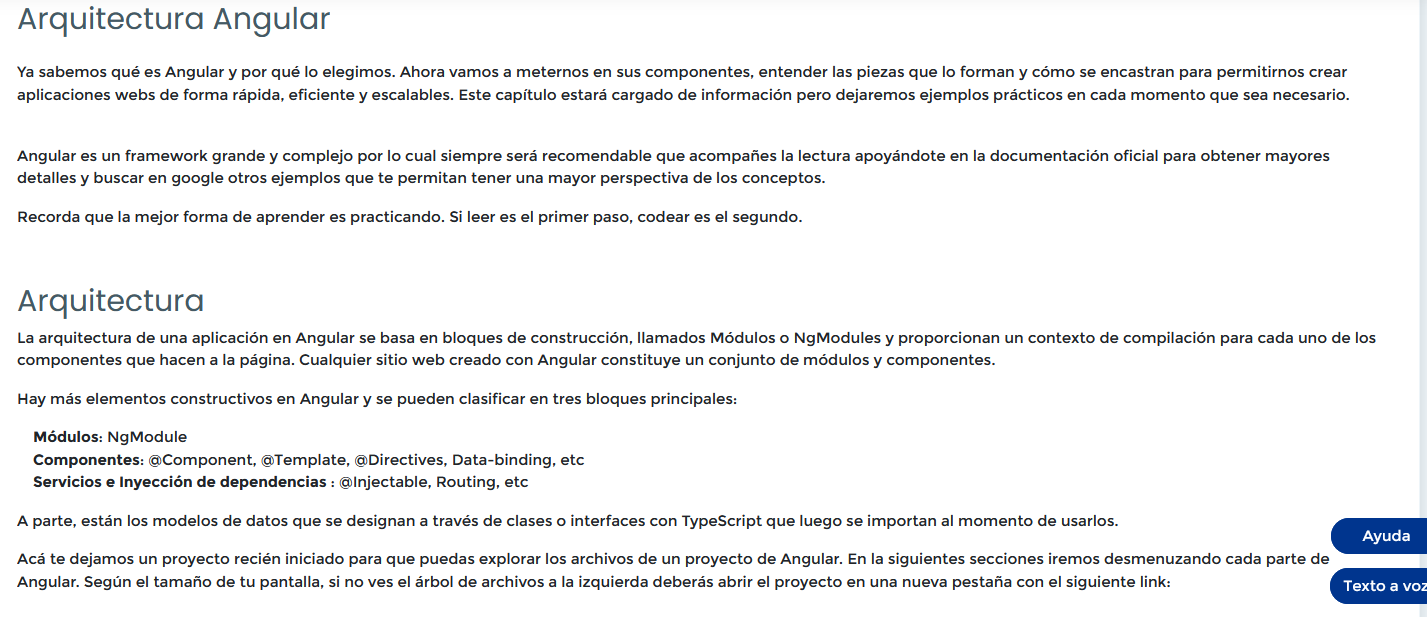 Arquitectura Angular
Ya sabemos qué es Angular y por qué lo elegimos. Ahora vamos a meternos en sus componentes, entender las piezas que lo forman y cómo se encastran para permitirnos crear
aplicaciones webs de forma rápida, eficiente y escalables. Este capítulo estará cargado de información pero dejaremos ejemplos prácticos en cada momento que sea necesario.
Angular es un framework grande y complejo por lo cual siempre será recomendable que acompañes la lectura apoyándote en la documentación oficial para obtener mayores
detalles y buscar en google otros ejemplos que te permitan tener una mayor perspectiva de los conceptos.
Recorda que la mejor forma de aprender es practicando. Si leer es el primer paso, codear es el segundo.
Arquitectura
La arquitectura de una aplicación en Angular se basa en bloques de construcción, llamados Módulos o NgModules y proporcionan un contexto de compilación para cada uno de los
componentes que hacen a la página. Cualquier sitio web creado con Angular constituye un conjunto de módulos y componentes.
Hay más elementos constructivos en Angular y se pueden clasificar en tres bloques principales:
Módulos: NgModule
Componentes: @Component, @Template, @Directives, Data-binding, etc
Servicios e Inyección de dependencias : @Injectable, Routing, etc
A parte, están los modelos de datos que se designan a través de clases o interfaces con TypeScript que luego se importan al momento de usarlos.
Acá te dejamos un proyecto recién iniciado para que puedas explorar los archivos de un proyecto de Angular. En la siguientes secciones iremos desmenuzando cada parte de
Angular. Según el tamaño de tu pantalla, si no ves el árbol de archivos a la izquierda deberás abrir el proyecto en una nueva pestaña con el siguiente link:
Ayuda
Texto a voz